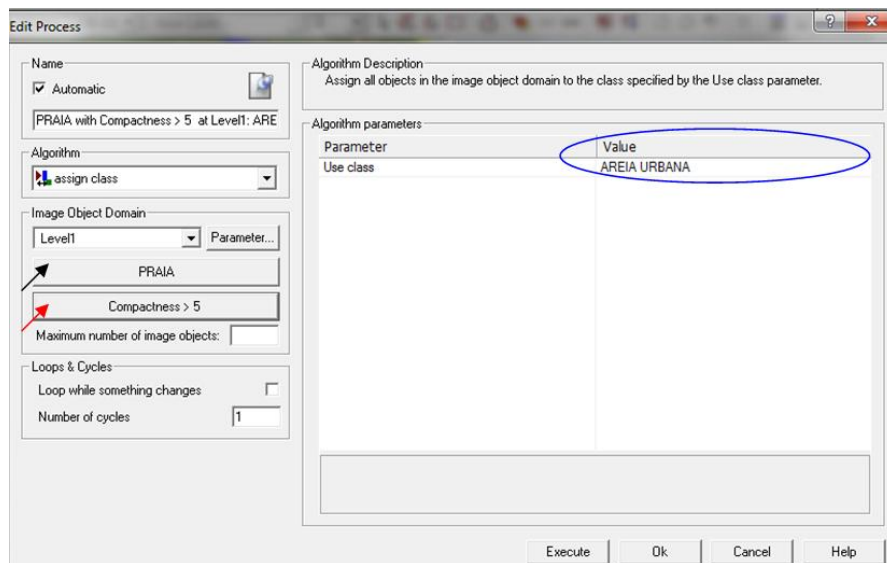 Edit Process
Name
Automatic
PRAIA with Compactness > 5 at Level1: ARE
Algorithm
assign class
Image Object Domain
Level1
Parameter...
PRAIA
Compactness > 5
Maximum number of image objects:
Loops & Cycles
Loop while something changes
Number of cycles
1
Algorithm Description
Assign all objects in the image object domain to the class specified by the Use class parameter.
Algorithm parameters
Parameter Value
Use class AREIA URBANA
Execute Ok Cancel Help